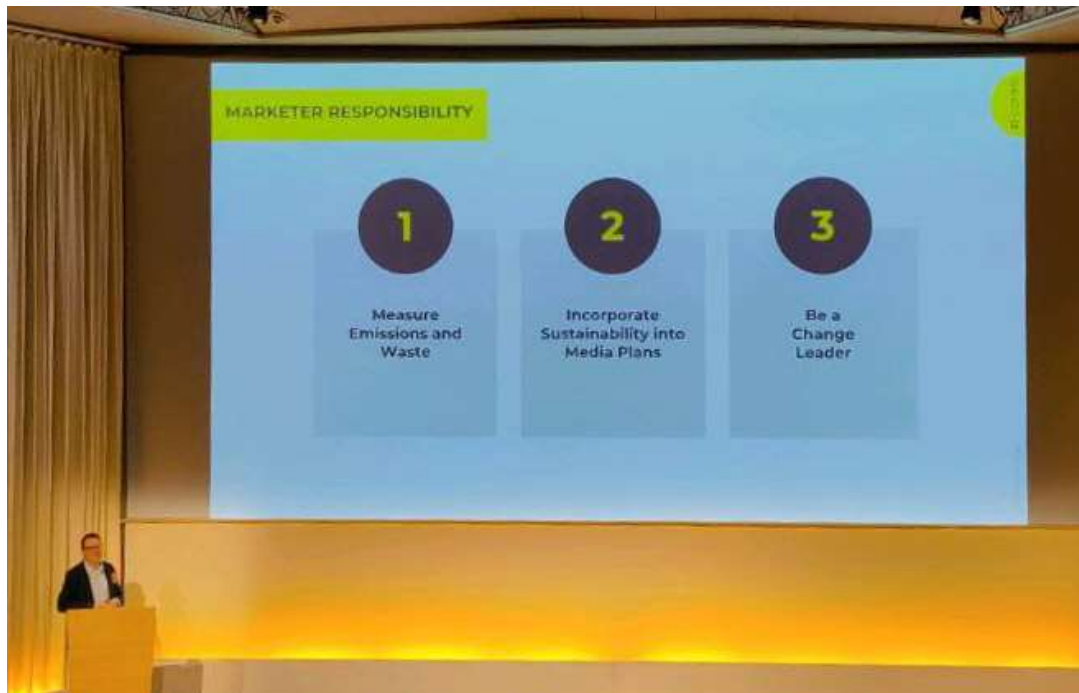 MARKETER RESPONSIBILITY
1
Measure
Emissions and
Waste
2
Incorporate
Sustainability into
Media Plans
3
Be a
Change
Leader